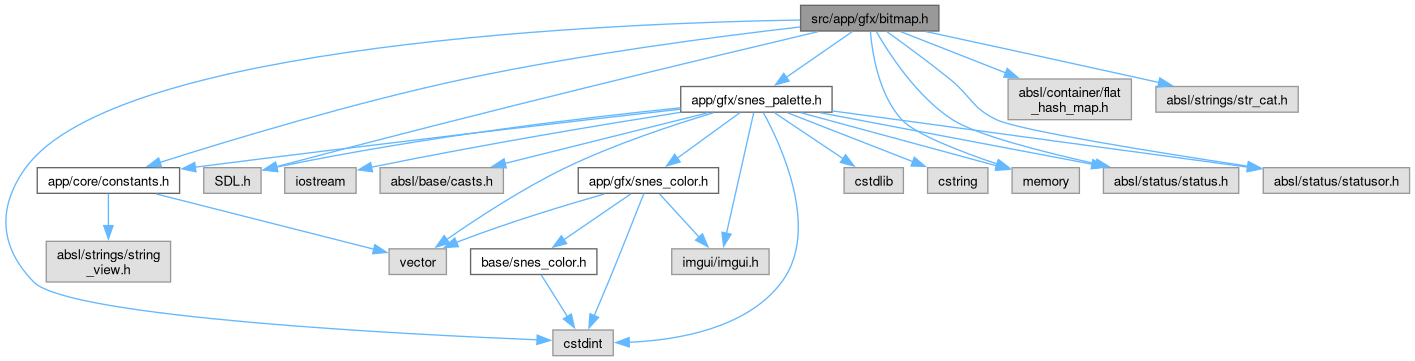 src/app/gfx/bitmap.h
app/gfx/snes_palette.h
absl/container/flat
_hash_map.h
absl/strings/str_cat.h
app/core/constants.h
SDL.h
iostream
absl/base/casts.h
app/gfx/snes_color.h
cstdlib
cstring
memory
absl/status/status.h
absl/status/statusor.h
absl/strings/string
_view.h
vector
base/snes_color.h
imgui/imgui.h
cstdint